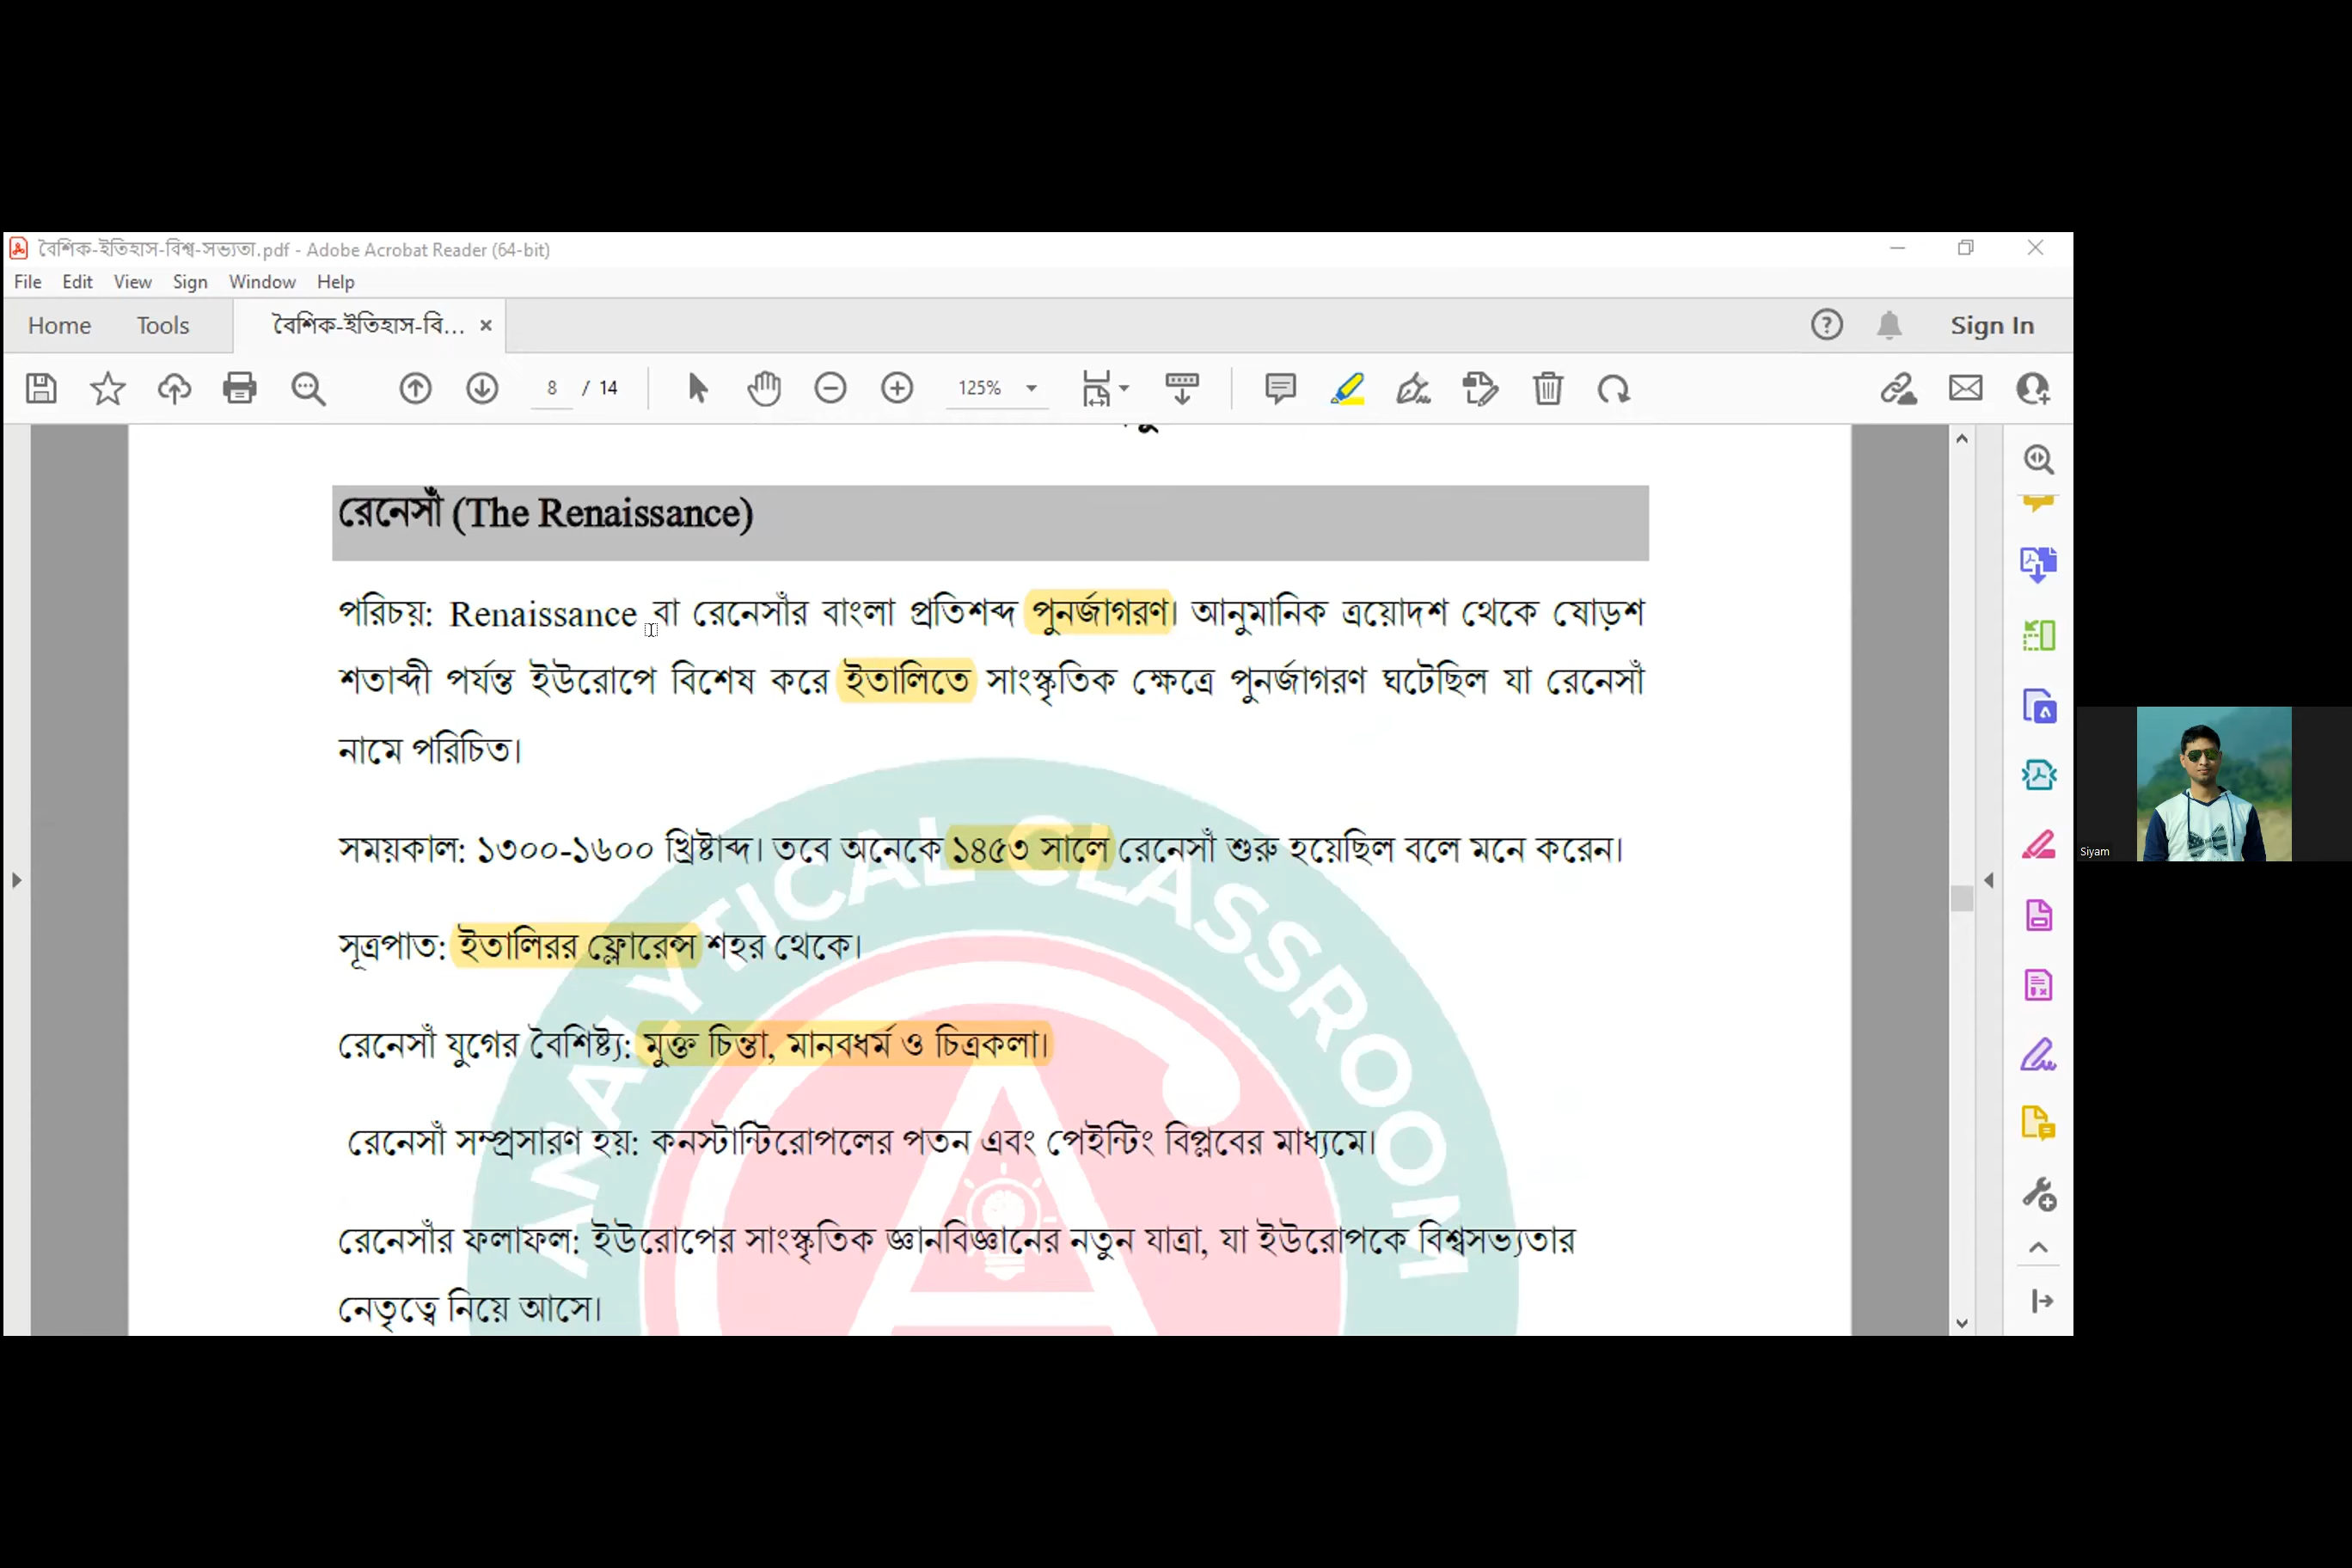 বৈশ্বিক-ইতিহাস-বিশ্ব-সভ্যতা.pdf - Adobe Acrobat Reader (64-bit)
File Edit View Sign Window Help
Home Tools বৈশ্বিক-ইতিহাস-বি... × Sign In
8 / 14 125%
রেনেসাঁ (The Renaissance)
পরিচয়: Renaissance বা রেনেসাঁর বাংলা প্রতিশব্দ পুনর্জাগরণ। আনুমানিক ত্রয়োদশ থেকে ষোড়শ
শতাব্দী পর্যন্ত ইউরোপে বিশেষ করে ইতালিতে সাংস্কৃতিক ক্ষেত্রে পুনর্জাগরণ ঘটেছিল যা রেনেসাঁ
নামে পরিচিত।
সময়কাল: ১৩০০-১৬০০ খ্রিষ্টাব্দ। তবে অনেকে ১৪৫৩ সালে রেনেসাঁ শুরু হয়েছিল বলে মনে করেন।
সূত্রপাত: ইতালিরর ফ্লোরেন্স শহর থেকে।
রেনেসাঁ যুগের বৈশিষ্ট্য: মুক্ত চিন্তা, মানবধর্ম ও চিত্রকলা।
রেনেসাঁ সম্প্রসারণ হয়: কনস্টান্টিরোপলের পতন এবং পেইন্টিং বিপ্লবের মাধ্যমে।
রেনেসাঁর ফলাফল: ইউরোপের সাংস্কৃতিক জ্ঞানবিজ্ঞানের নতুন যাত্রা, যা ইউরোপকে বিশ্বসভ্যতার
নেতৃত্বে নিয়ে আসে।
ANALYTICAL CLASSROOM
Siyam